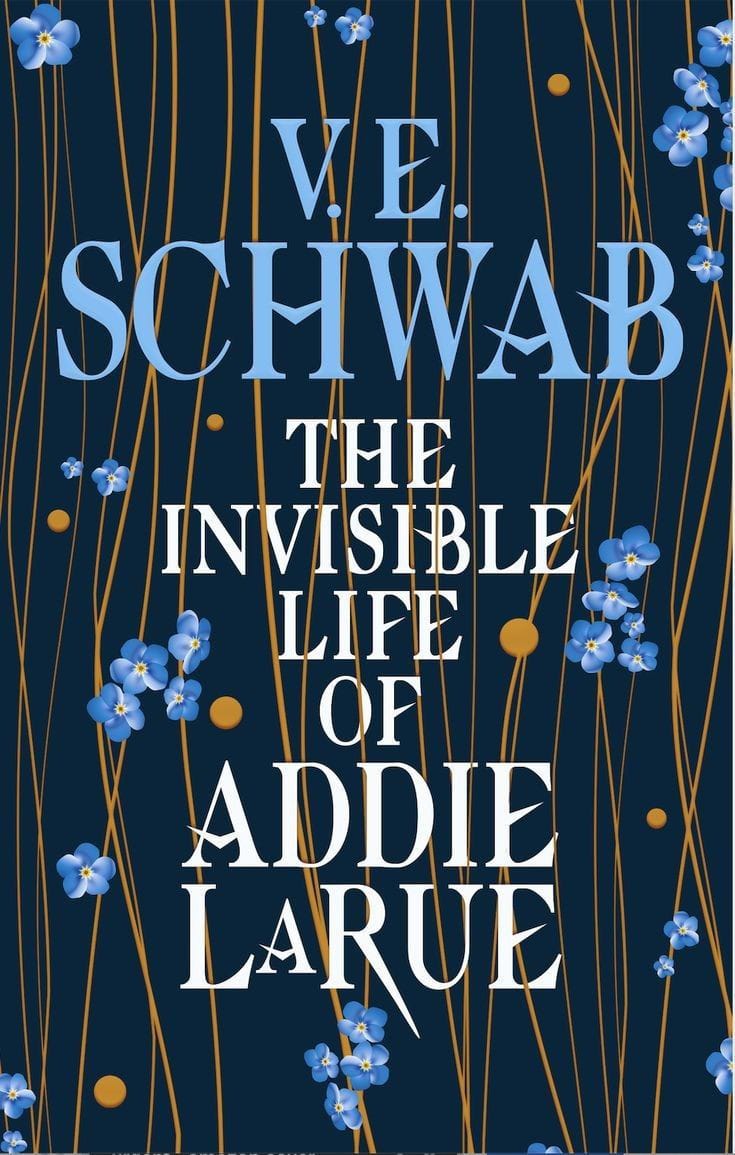 V. E.
SCHWAB
THE
INVISIBLE
LIFE
OF
ADDIE
LARUE